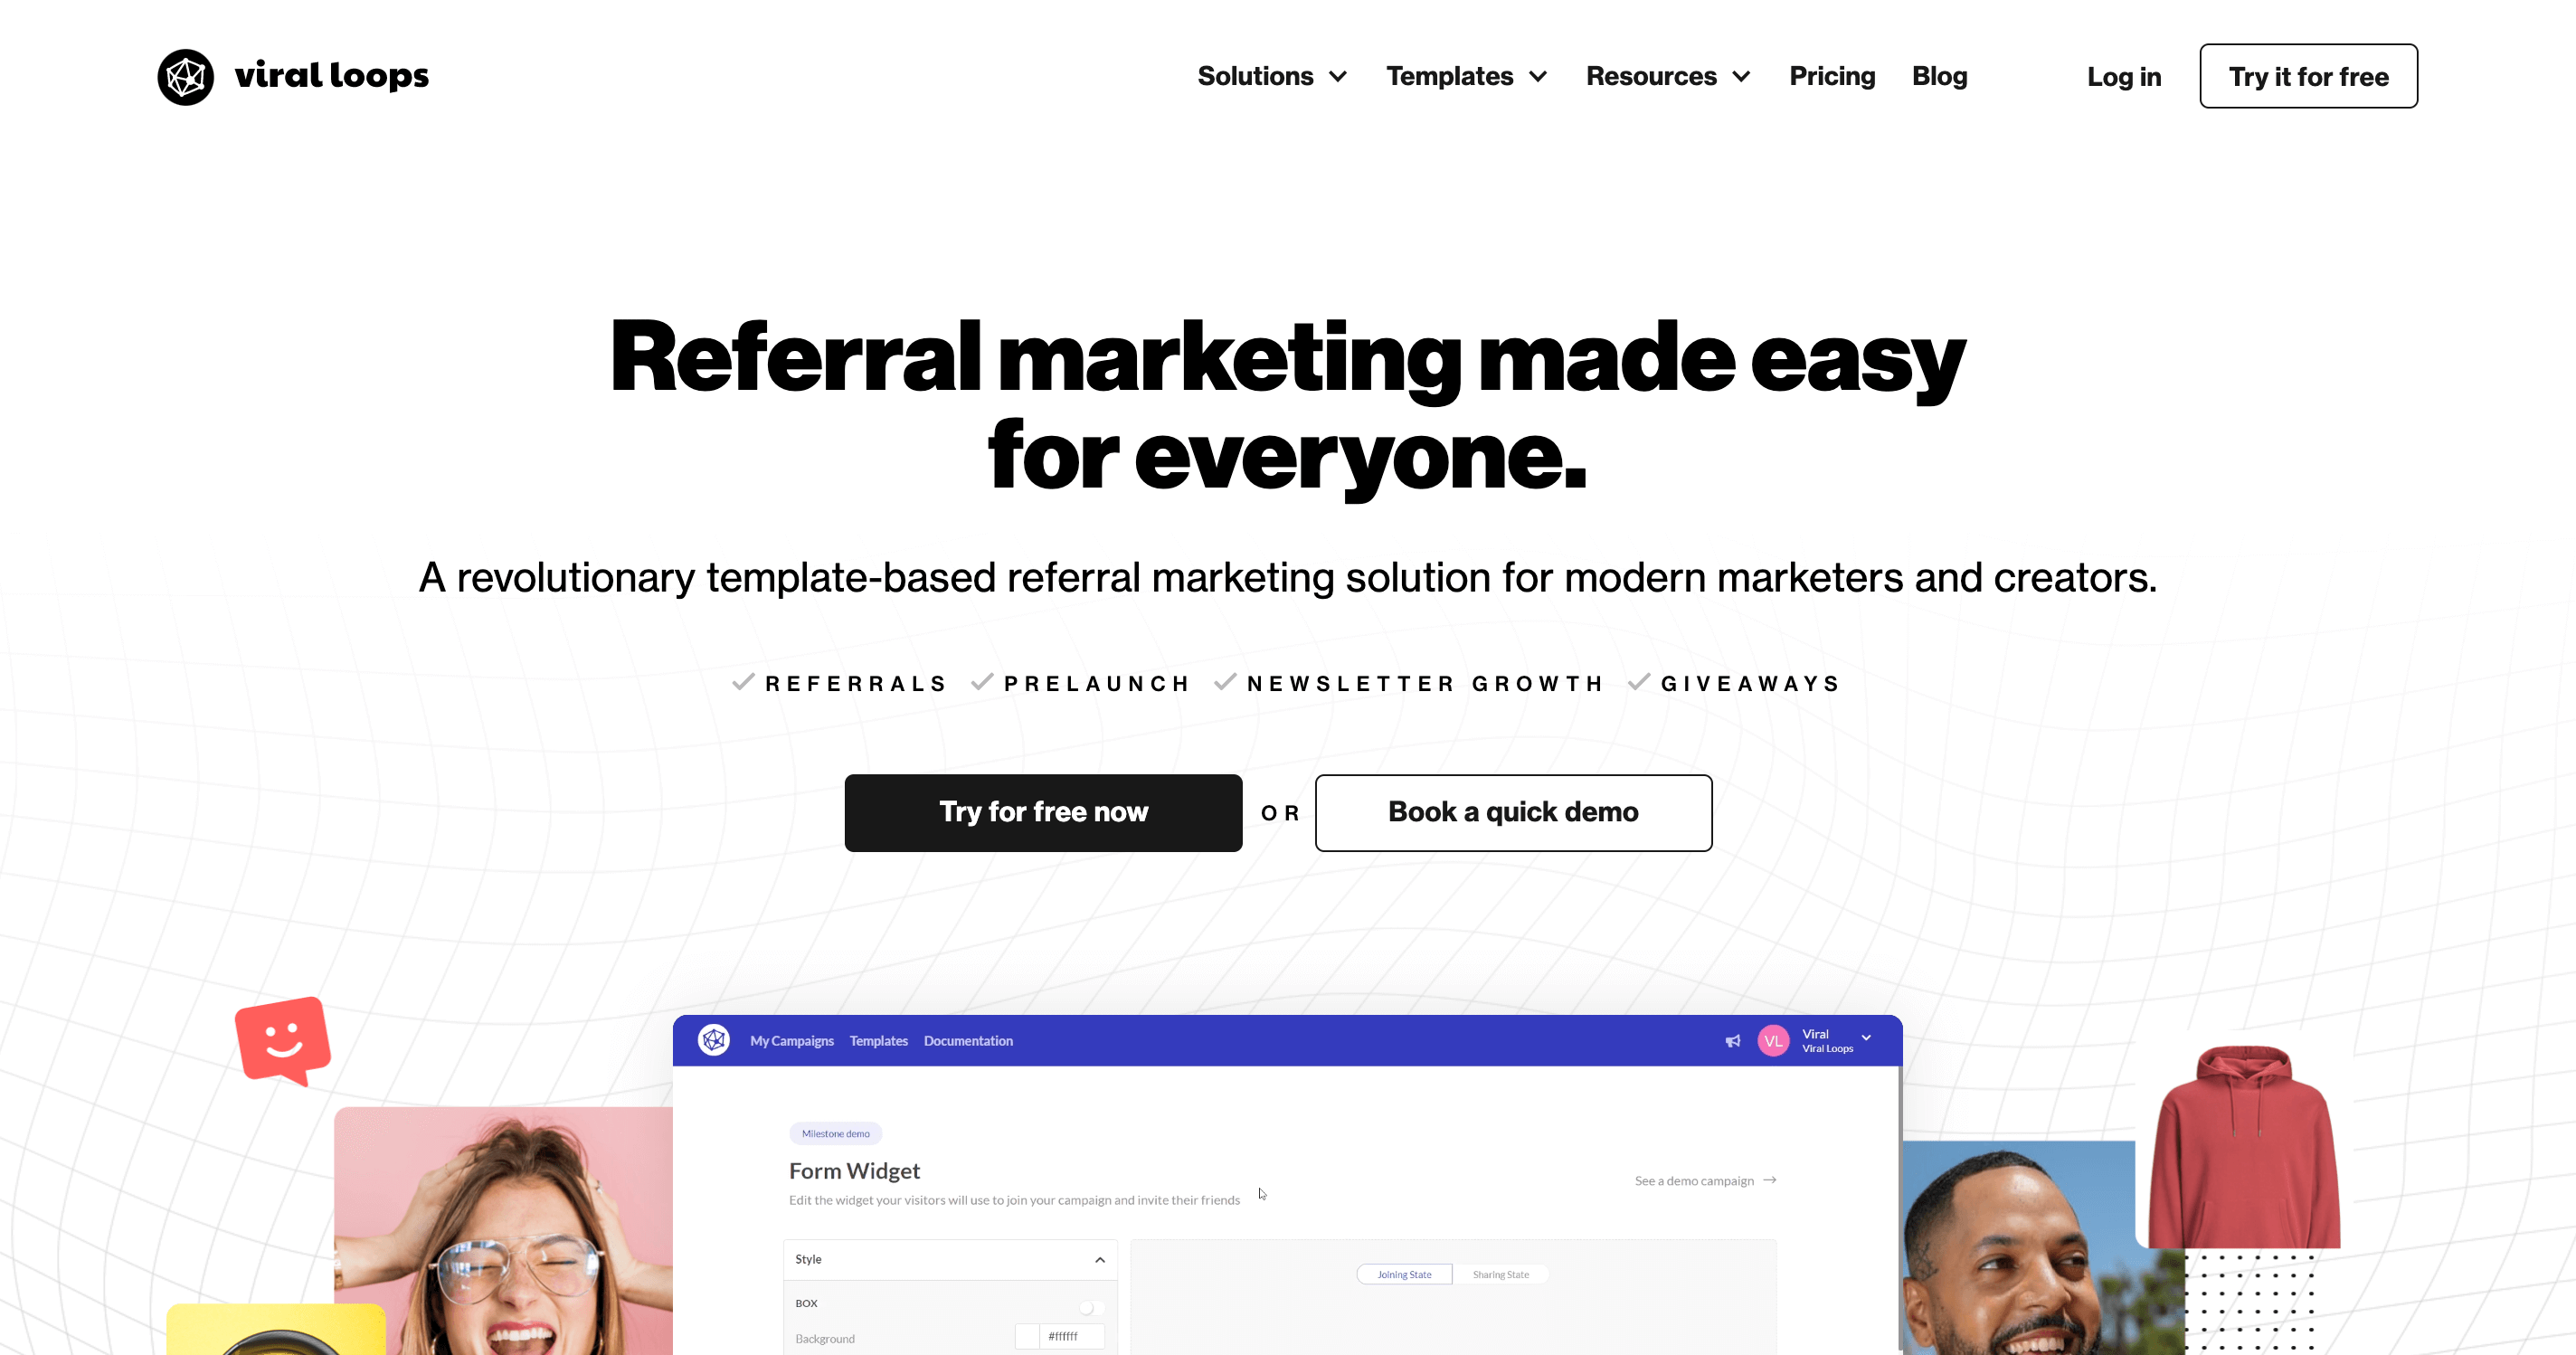 viral loops
Solutions Templates Resources Pricing Blog Log in Try it for free
Referral marketing made easy
for everyone.
A revolutionary template-based referral marketing solution for modern marketers and creators.
REFERRALS PRELAUNCH NEWSLETTER GROWTH GIVEAWAYS
Try for free now OR Book a quick demo
My Campaigns Templates Documentation VL Viral
Viral Loops
Milestone demo
Form Widget
See a demo campaign
Edit the widget your visitors will use to join your campaign and invite their friends
Style
Joining State Sharing State
BOX
Background #ffffff